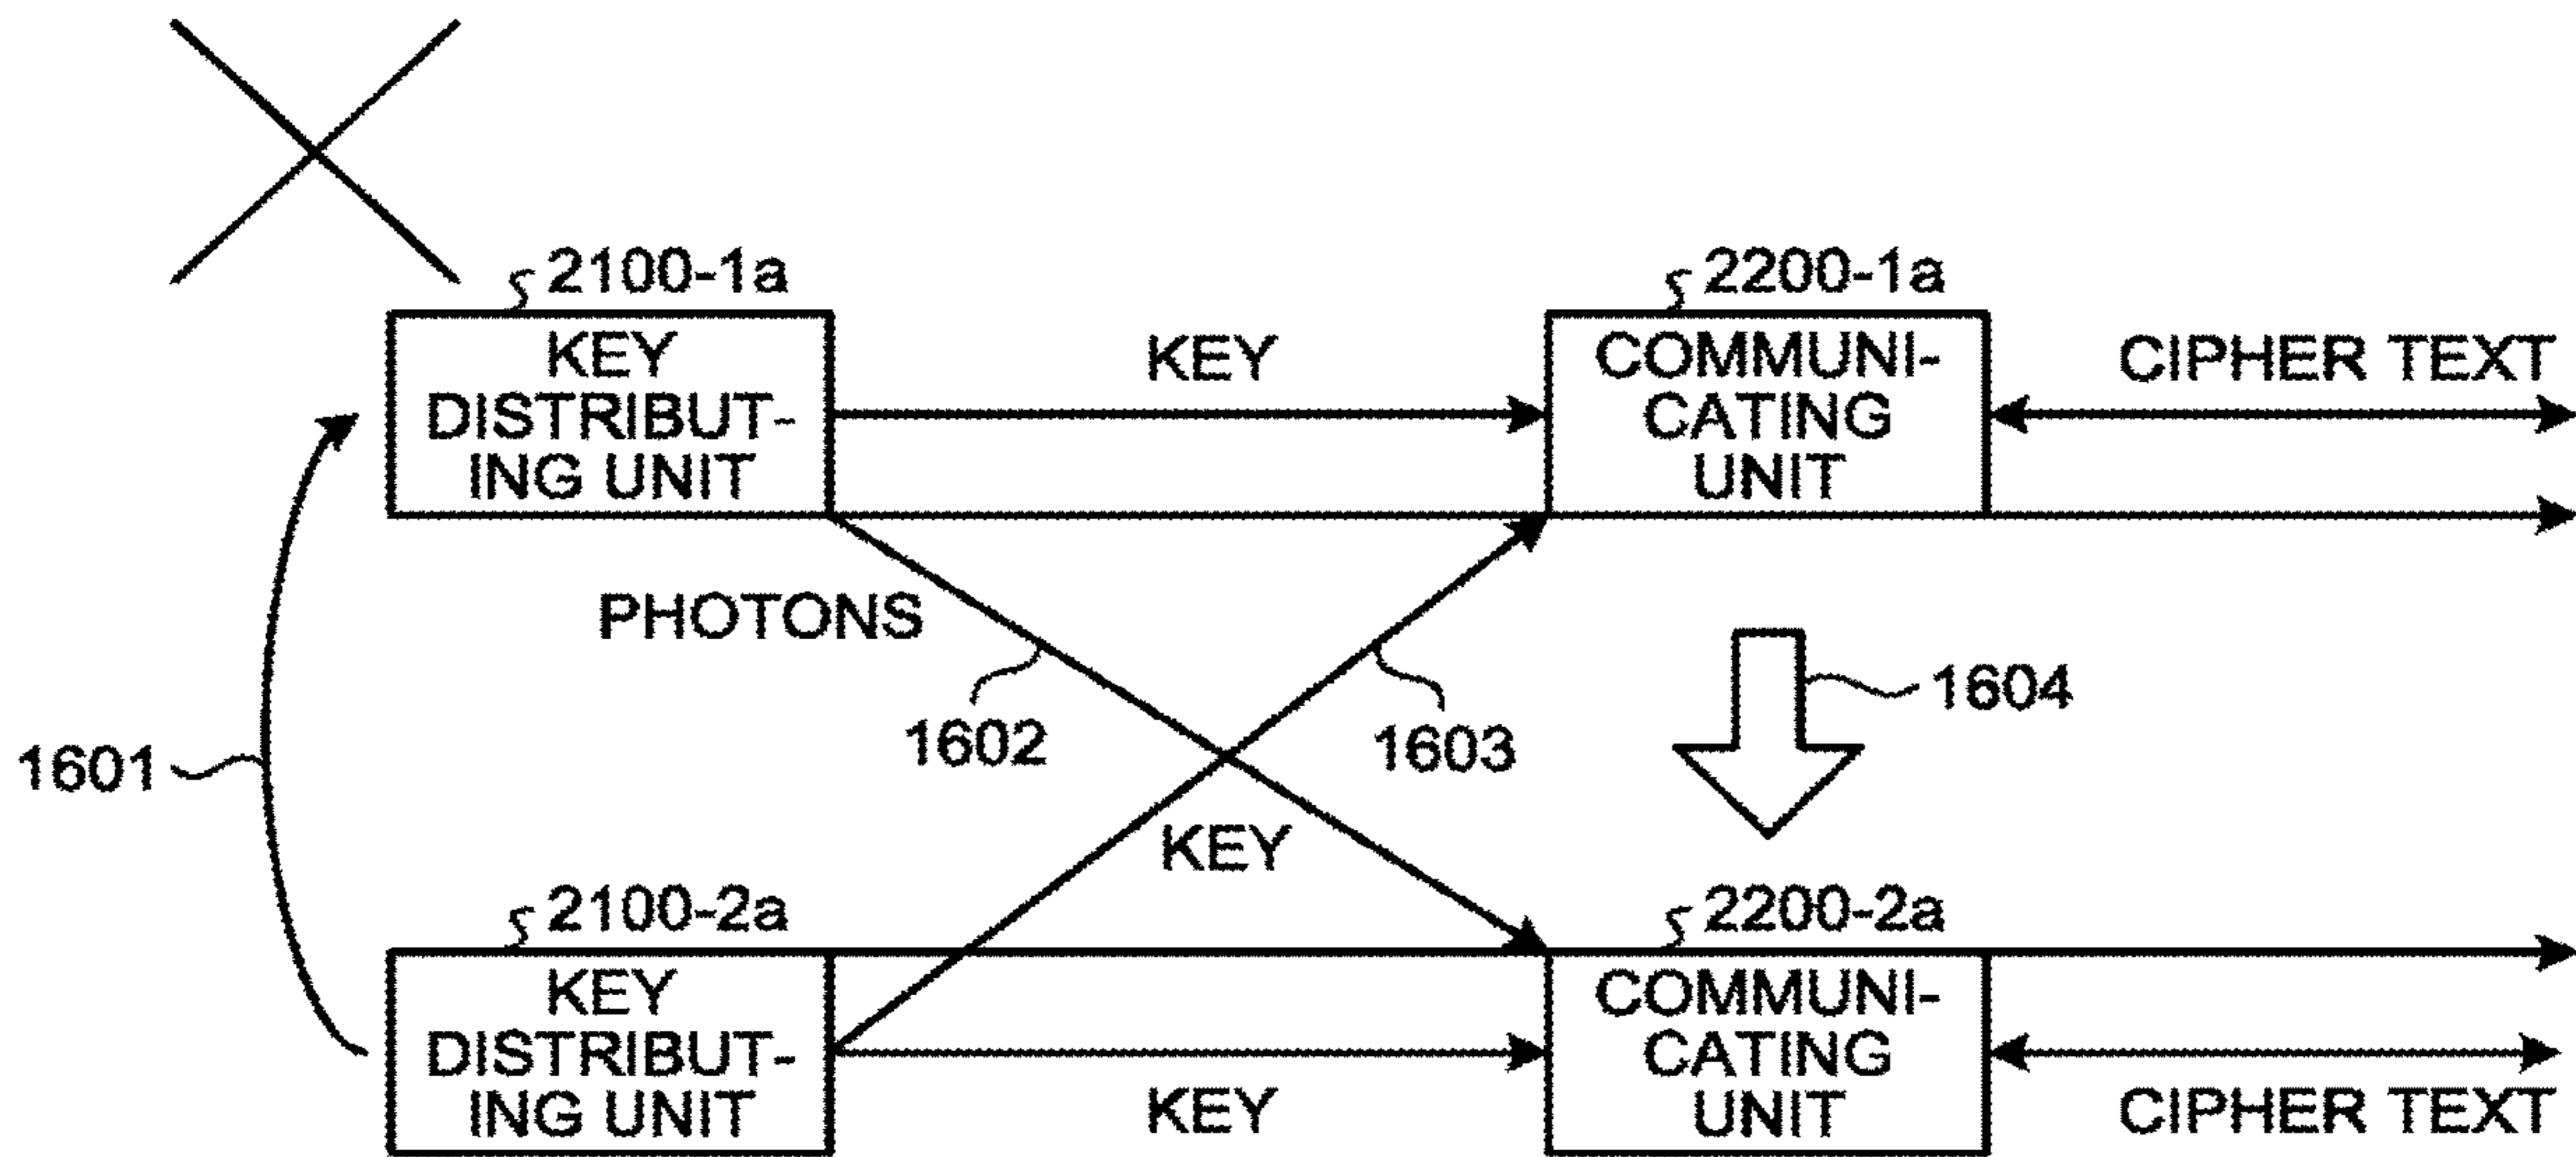 2100-1a
2200-1a
KEY
DISTRIBUT-
ING UNIT
KEY
COMMUNI-
CATING
UNIT
CIPHER TEXT
PHOTONS
1601
1602
1603
1604
KEY
2100-2a
2200-2a
KEY
DISTRIBUT-
ING UNIT
KEY
COMMUNI-
CATING
UNIT
CIPHER TEXT